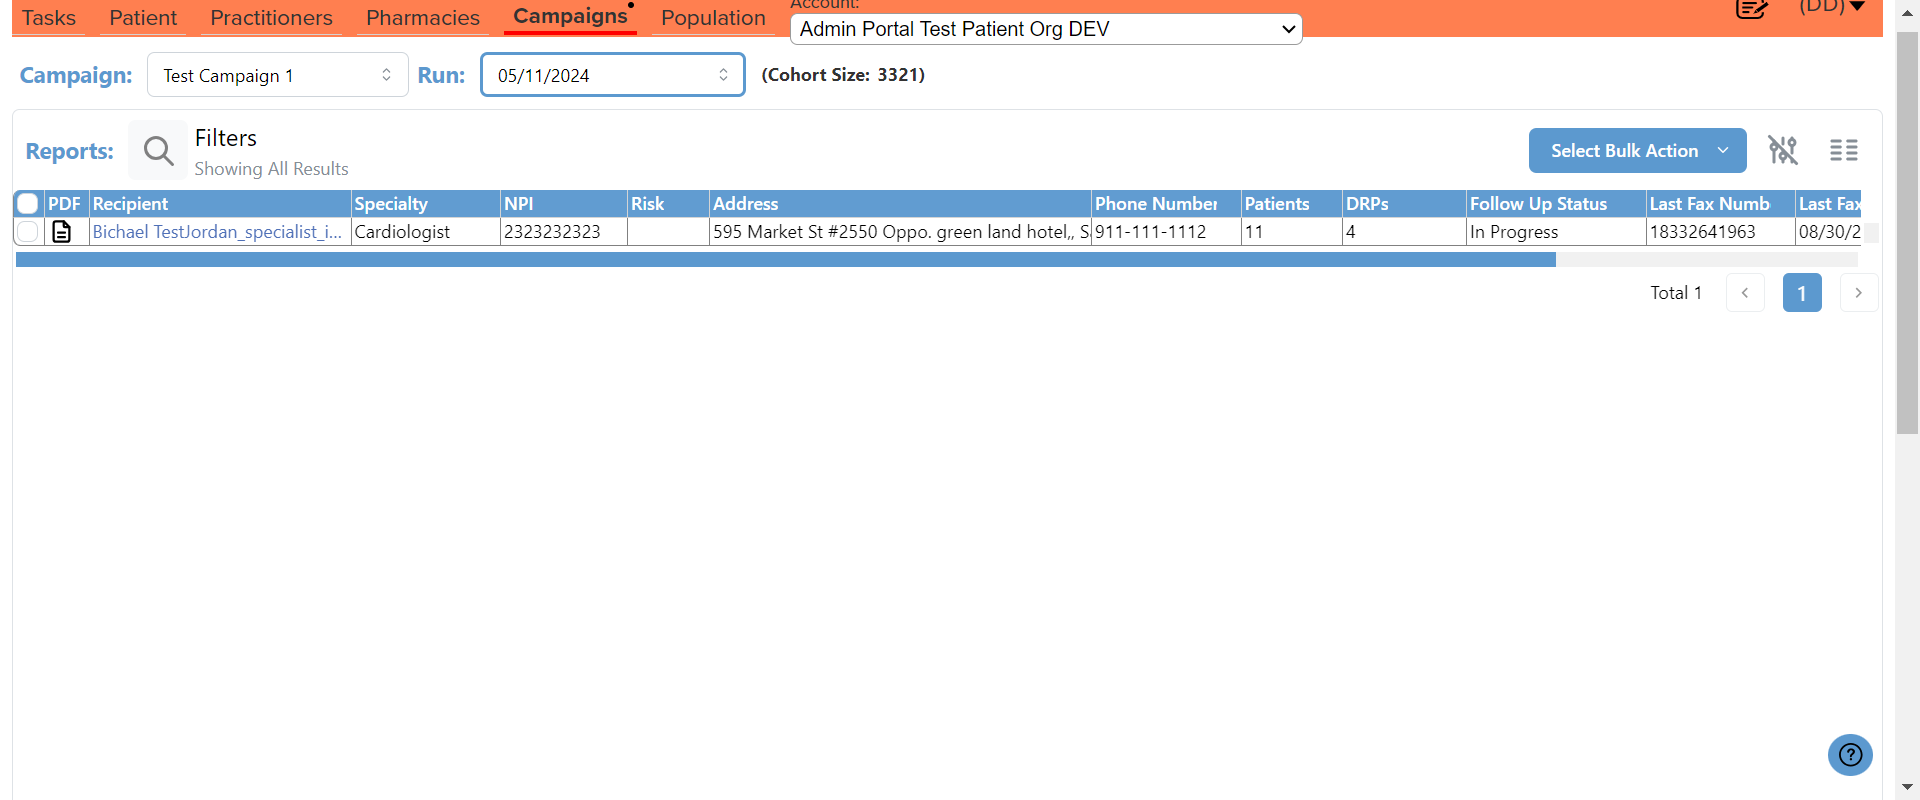 Tasks Patient Practitioners Pharmacies Campaigns Population Account: (DD)
Admin Portal Test Patient Org DEV
Campaign: Test Campaign 1 Run: 05/11/2024 (Cohort Size: 3321)
Reports: Filters
Showing All Results
Select Bulk Action
PDF Recipient Specialty NPI Risk Address Phone Number Patients DRPs Follow Up Status Last Fax Numb Last Fax
Bichael TestJordan_specialist_i... Cardiologist 2323232323 595 Market St #2550 Oppo. green land hotel,, S 911-111-1112 11 4 In Progress 18332641963 08/30/2
Total 1 < 1 >
?